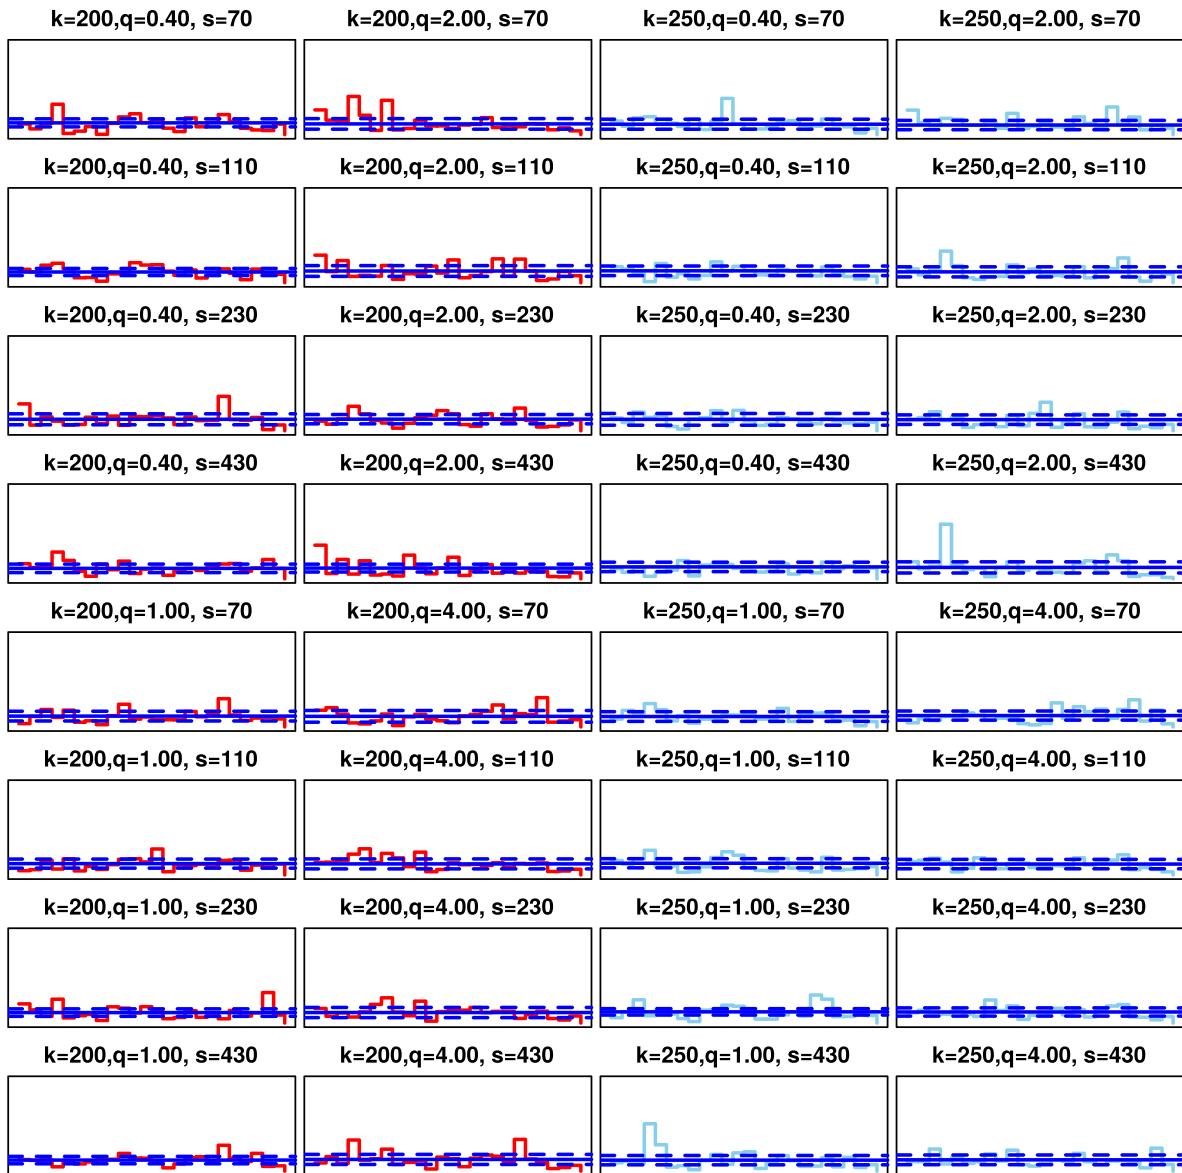 k=200,q=0.40, s=70 k=200,q=2.00, s=70 k=250,q=0.40, s=70 k=250,q=2.00, s=70
k=200,q=0.40, s=110 k=200,q=2.00, s=110 k=250,q=0.40, s=110 k=250,q=2.00, s=110
k=200,q=0.40, s=230 k=200,q=2.00, s=230 k=250,q=0.40, s=230 k=250,q=2.00, s=230
k=200,q=0.40, s=430 k=200,q=2.00, s=430 k=250,q=0.40, s=430 k=250,q=2.00, s=430
k=200,q=1.00, s=70 k=200,q=4.00, s=70 k=250,q=1.00, s=70 k=250,q=4.00, s=70
k=200,q=1.00, s=110 k=200,q=4.00, s=110 k=250,q=1.00, s=110 k=250,q=4.00, s=110
k=200,q=1.00, s=230 k=200,q=4.00, s=230 k=250,q=1.00, s=230 k=250,q=4.00, s=230
k=200,q=1.00, s=430 k=200,q=4.00, s=430 k=250,q=1.00, s=430 k=250,q=4.00, s=430